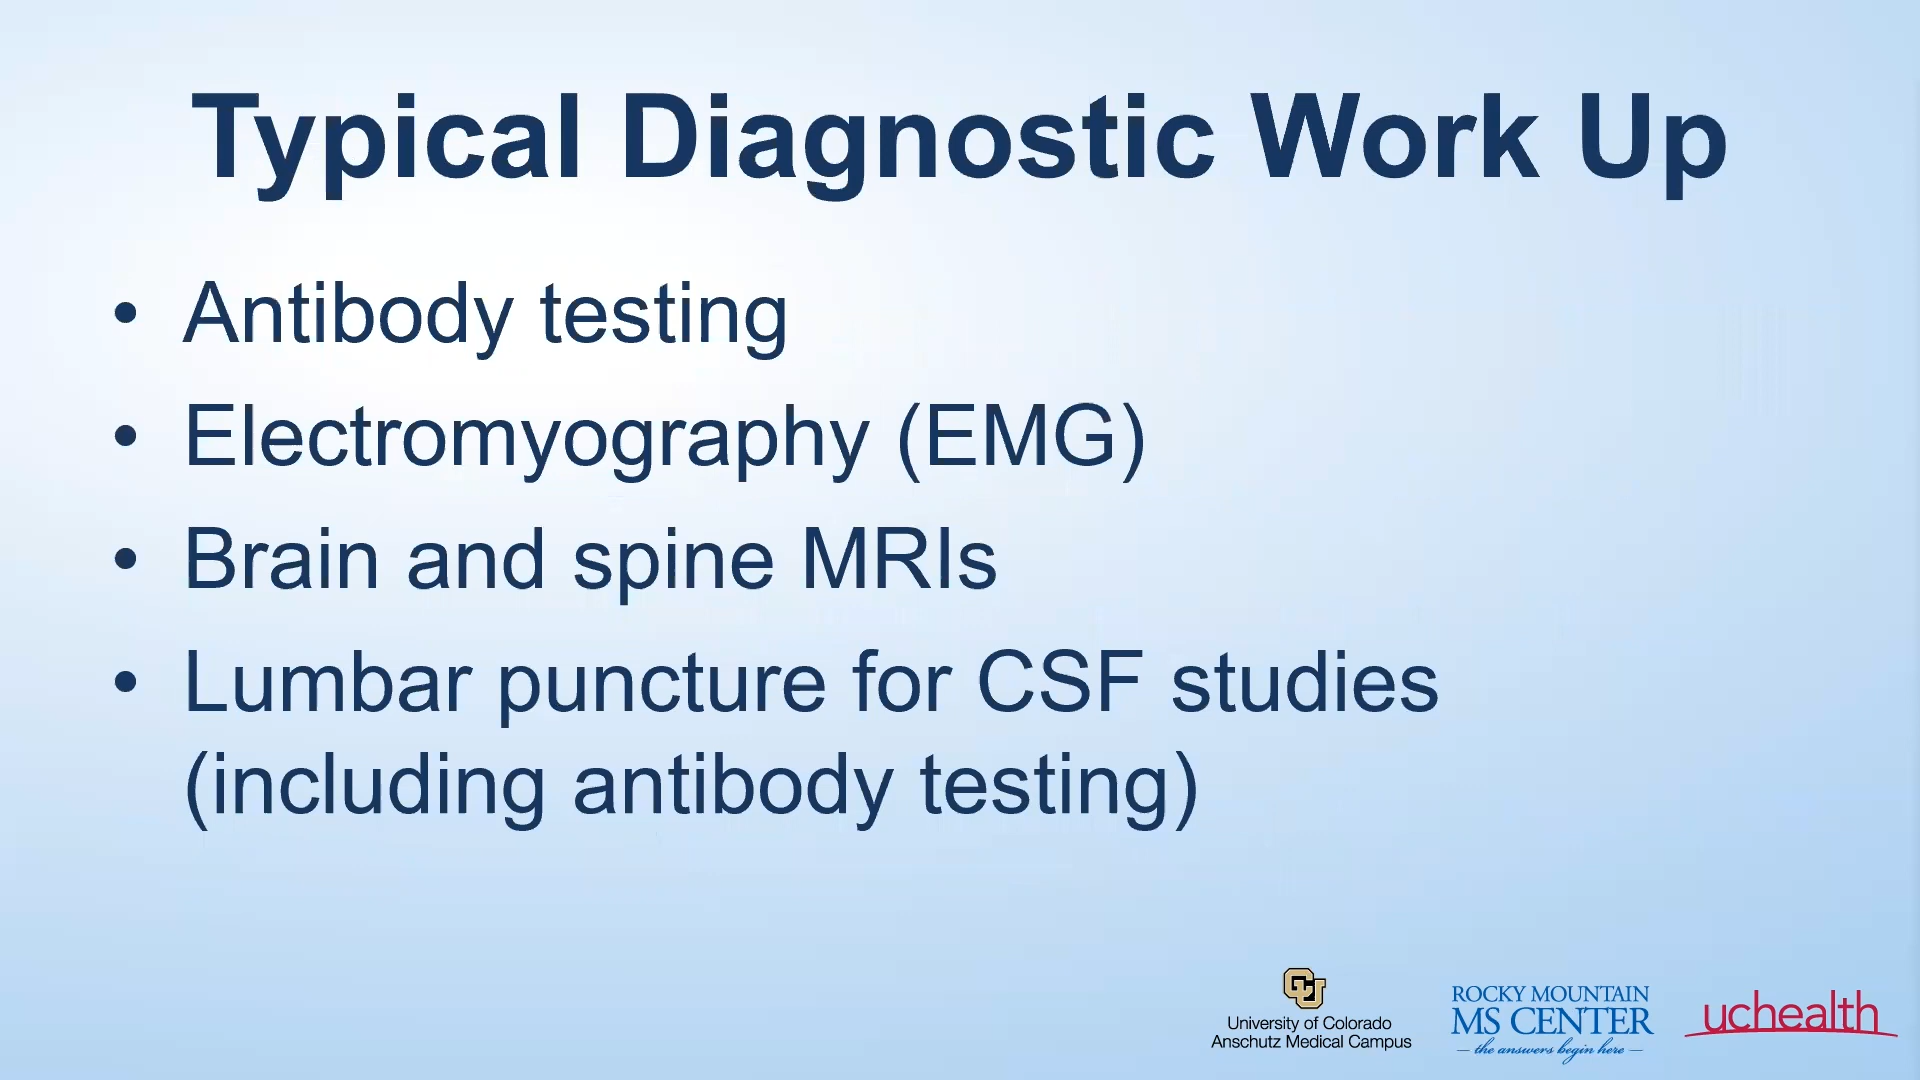 Typical Diagnostic Work Up
• Antibody testing
• Electromyography (EMG)
• Brain and spine MRIs
• Lumbar puncture for CSF studies
(including antibody testing)
CU
University of Colorado
Anschutz Medical Campus
ROCKY MOUNTAIN
MS CENTER
— the answers begin here —
uchealth